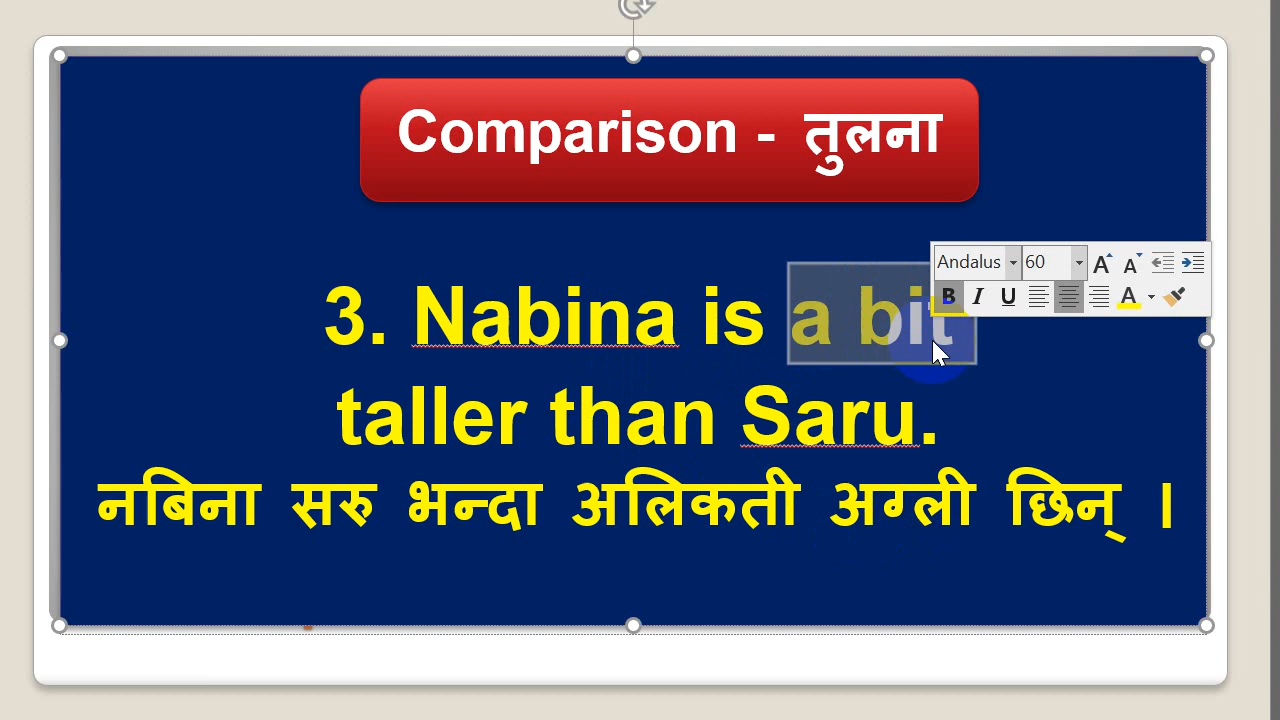 Comparison - तुलना
Andalus 60
B I U A
3. Nabina is a bit
taller than Saru.
नबिना सरु भन्दा अलिकती अग्ली छिन् ।